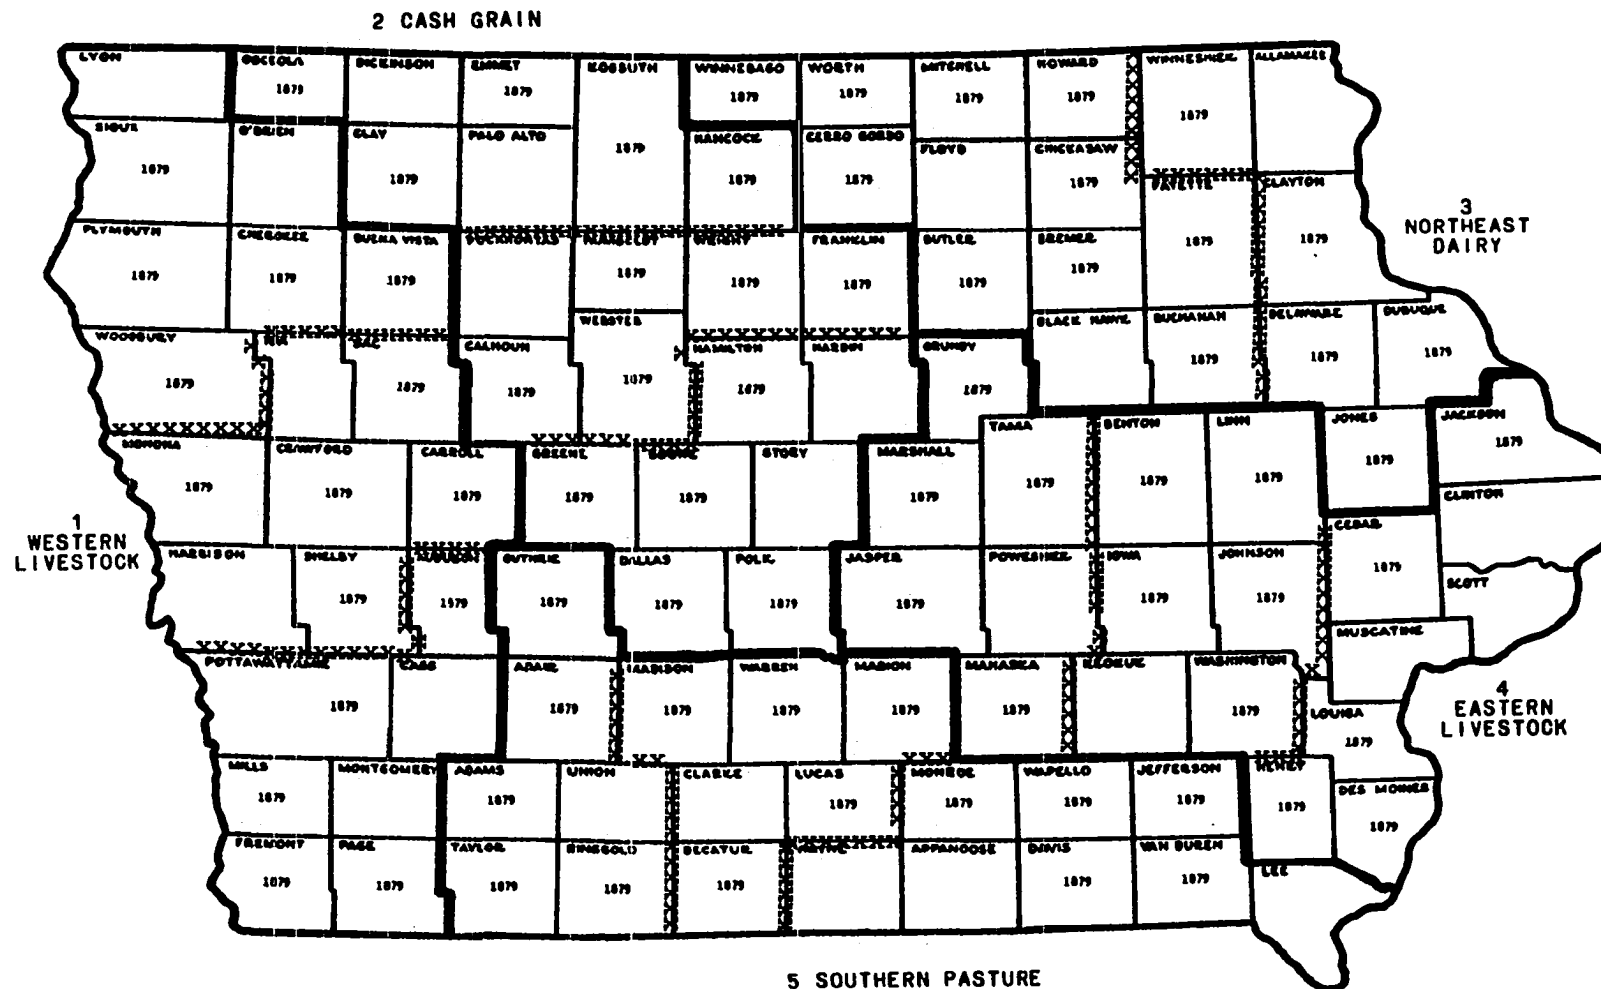 2 CASH GRAIN
LYON OSCEOLA DICKINSON EMMET KOSSUTH WINNEBAGO WORTH MITCHELL HOWARD WINNESHIEK ALLAMAKEE
1879 1879 1879 1879 1879 1879 1879
SIOUX O'BRIEN CLAY PALO ALTO HANCOCK CERRO GORDO FLOYD CHICKASAW
1879 1879 1879 1879 1879 1879
FAYETTE CLAYTON
3
NORTHEAST
DAIRY
PLYMOUTH CHEROKEE BUENA VISTA POCAHONTAS HUMBOLDT WRIGHT FRANKLIN BUTLER BREMER
1879 1879 1879 1879 1879 1879 1879 1879 1879 1879
WOODBURY IDA SAC CALHOUN WEBSTER HAMILTON HARDIN GRUNDY BLACK HAWK BUCHANAN DELAWARE DUBUQUE
1879 1879 1879 1879 1879 1879 1879 1879 1879
MONONA CRAWFORD CARROLL GREENE BOONE STORY MARSHALL TAMA BENTON LINN JONES JACKSON
1879 1879 1879 1879 1879 1879 1879 1879 1879 1879 1879
CLINTON
1
WESTERN
LIVESTOCK
HARRISON SHELBY AUDUBON GUTHRIE DALLAS POLK JASPER POWESHIEK IOWA JOHNSON CEDAR
SCOTT
1879 1579 1879 1879 1879 1879 1879 1879 1879
MUSCATINE
POTTAWATTAMIE CASS ADAIR MADISON WARREN MARION MAHASKA KEOKUK WASHINGTON
1879 1879 1879 1879 1879 1879 1879
LOUISA
1879
4
EASTERN
LIVESTOCK
MILLS MONTGOMERY ADAMS UNION CLARKE LUCAS MONROE WAPELLO JEFFERSON HENRY
DES MOINES
1879 1879 1879 1879 1879 1879 1879 1879
FREMONT PAGE TAYLOR RINGGOLD DECATUR WAYNE APPANOOSE DAVIS VAN BUREN LEE
1879 1879 1879 1879 1879 1879 1879
5 SOUTHERN PASTURE